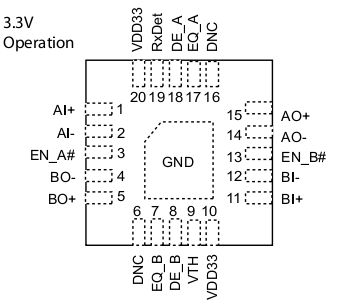 3.3V
Operation
VDD33
RxDet
DE_A
EQ_A
DNC
20 19 18 17 16
AI+ 1
AI- 2
EN_A# 3
BO- 4
BO+ 5
GND
15 AO+
14 AO-
13 EN_B#
12 BI-
11 BI+
6 7 8 9 10
DNC
EQ_B
DE_B
VTH
VDD33